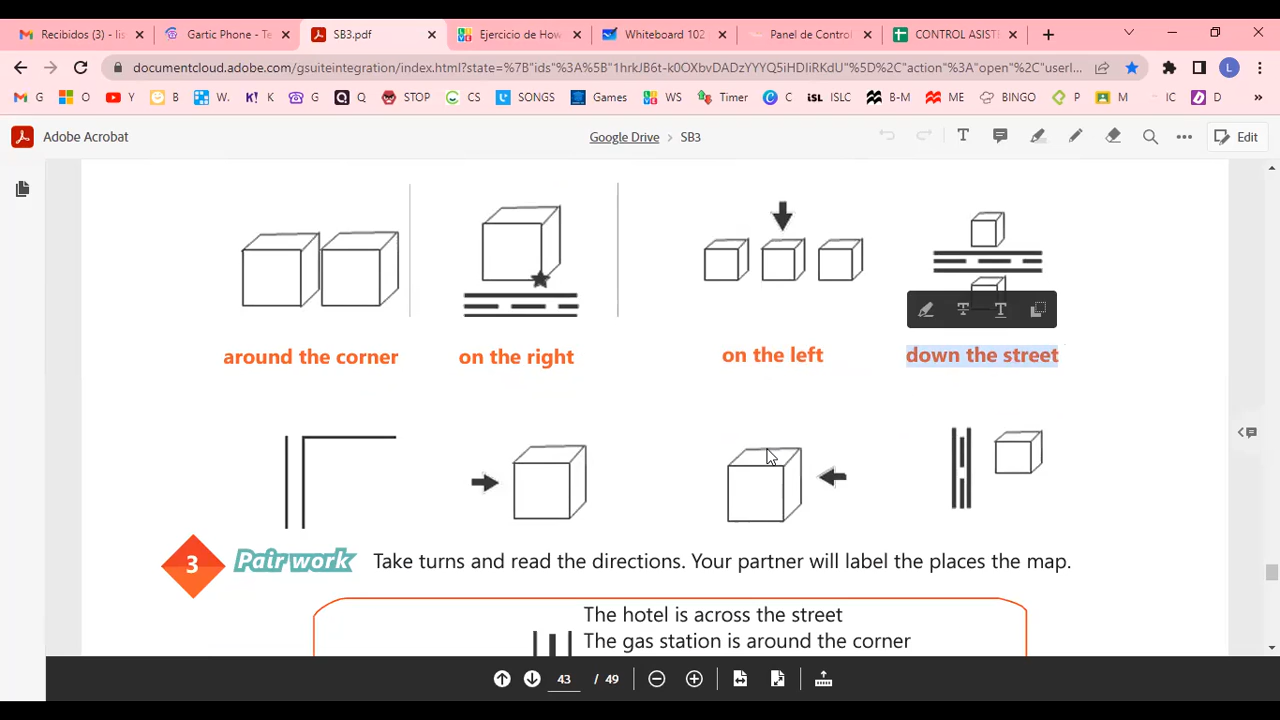 Recibidos (3) - lis
Gartic Phone - Te
SB3.pdf
Ejercicio de How
Whiteboard 102
Panel de Control
CONTROL ASIST
documentcloud.adobe.com/gsuiteintegration/index.html?state=%7B"ids"%3A%5B"1hrkJB6t-k0OXbvDADzYYYQ5iHDIiRKdU"%5D%2C"action"%3A"open"%2C"userI...
L
G O Y B W. K! K G Q STOP CS SONGS Games WS Timer C ISLC B-M ME BINGO P M IC D »
Adobe Acrobat
Google Drive > SB3
Edit
around the corner
on the right
on the left
down the street
3 Pair work Take turns and read the directions. Your partner will label the places the map.
The hotel is across the street
The gas station is around the corner
43 / 49